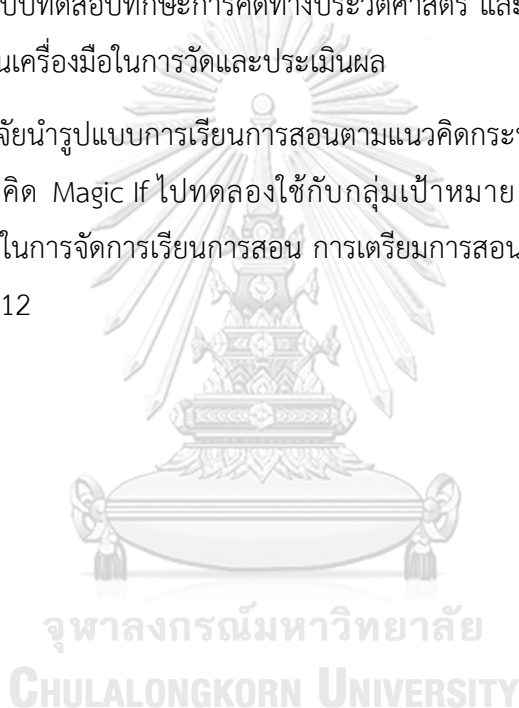 บบทดสอบทักษะการคิดทางประวัติศาสตร์ และ
นเครื่องมือในการวัดและประเมินผล
จัยนำรูปแบบการเรียนการสอนตามแนวคิดกระบ
คิด Magic If ไปทดลองใช้กับกลุ่มเป้าหมาย
ในการจัดการเรียนการสอน การเตรียมการสอน
12
จุฬาลงกรณ์มหาวิทยาลัย
CHULALONGKORN UNIVERSITY